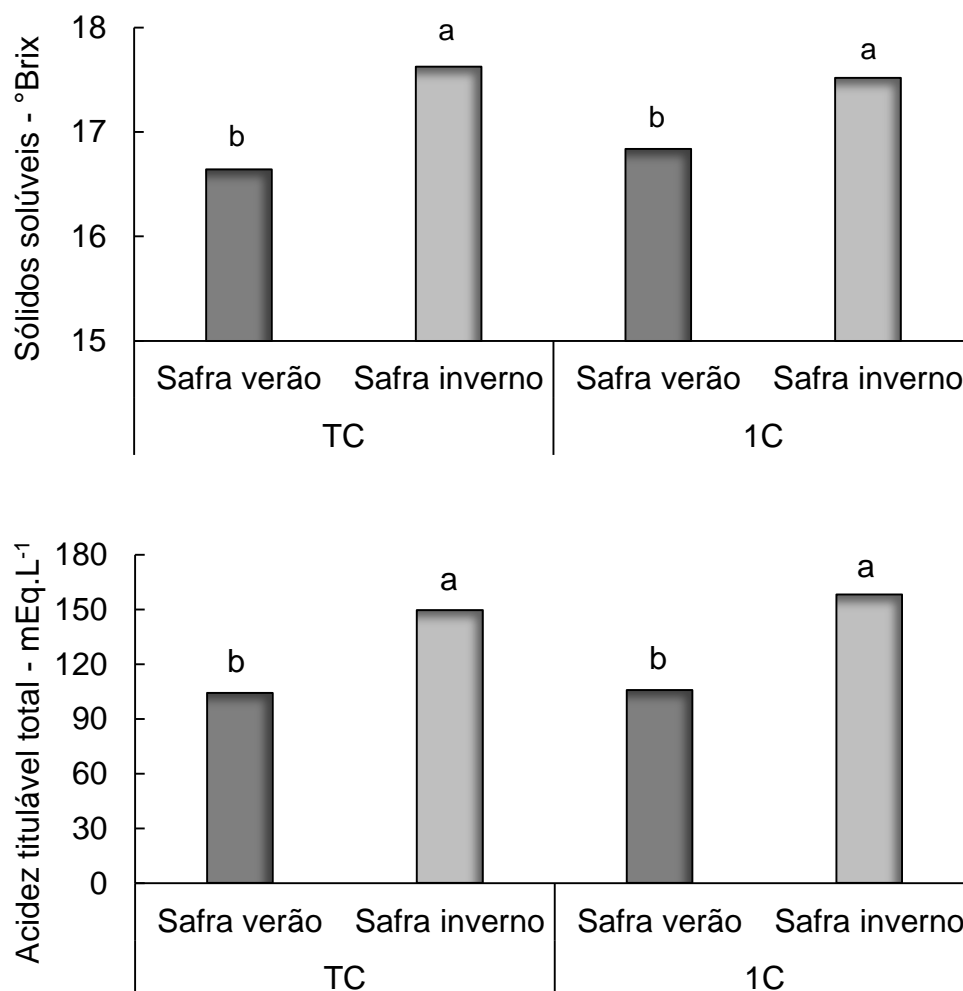 Sólidos solúveis - °Brix
18
17
16
15
b
a
b
a
Safra verão Safra inverno Safra verão Safra inverno
TC 1C
Acidez titulável total - mEq.L⁻¹
180
150
120
90
60
30
0
b
a
b
a
Safra verão Safra inverno Safra verão Safra inverno
TC 1C